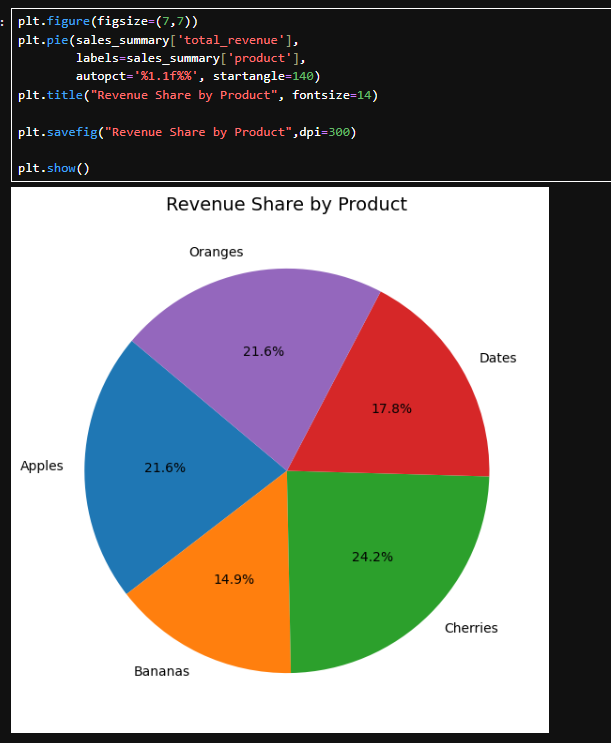 :
plt.figure(figsize=(7,7))
plt.pie(sales_summary['total_revenue'],
        labels=sales_summary['product'],
        autopct='%1.1f%%', startangle=140)
plt.title("Revenue Share by Product", fontsize=14)
plt.savefig("Revenue Share by Product",dpi=300)
plt.show()
Revenue Share by Product
Oranges
21.6%
Dates
17.8%
Apples
21.6%
24.2%
14.9%
Cherries
Bananas